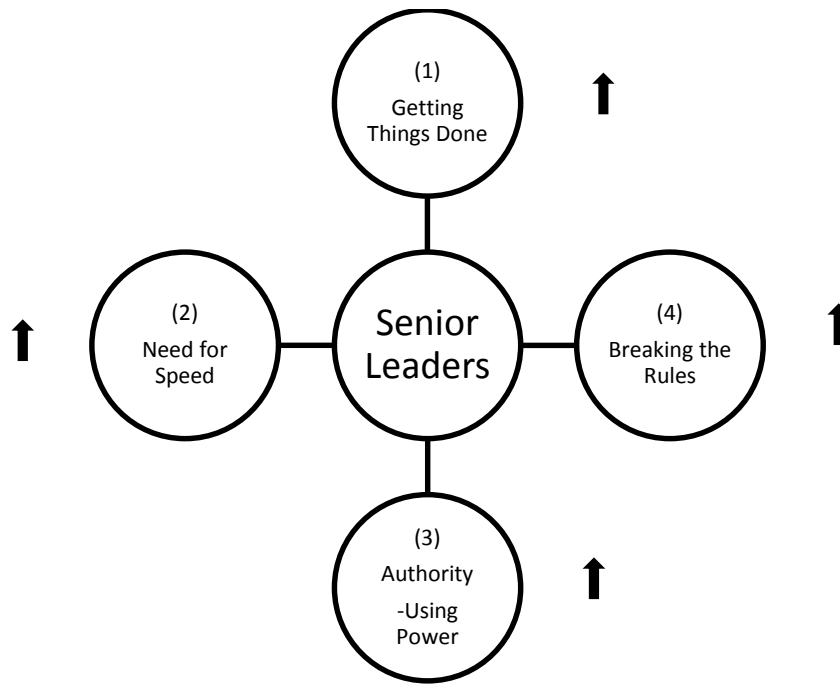 (1)
Getting
Things Done
(2)
Need for
Speed
Senior
Leaders
(4)
Breaking the
Rules
(3)
Authority
-Using
Power